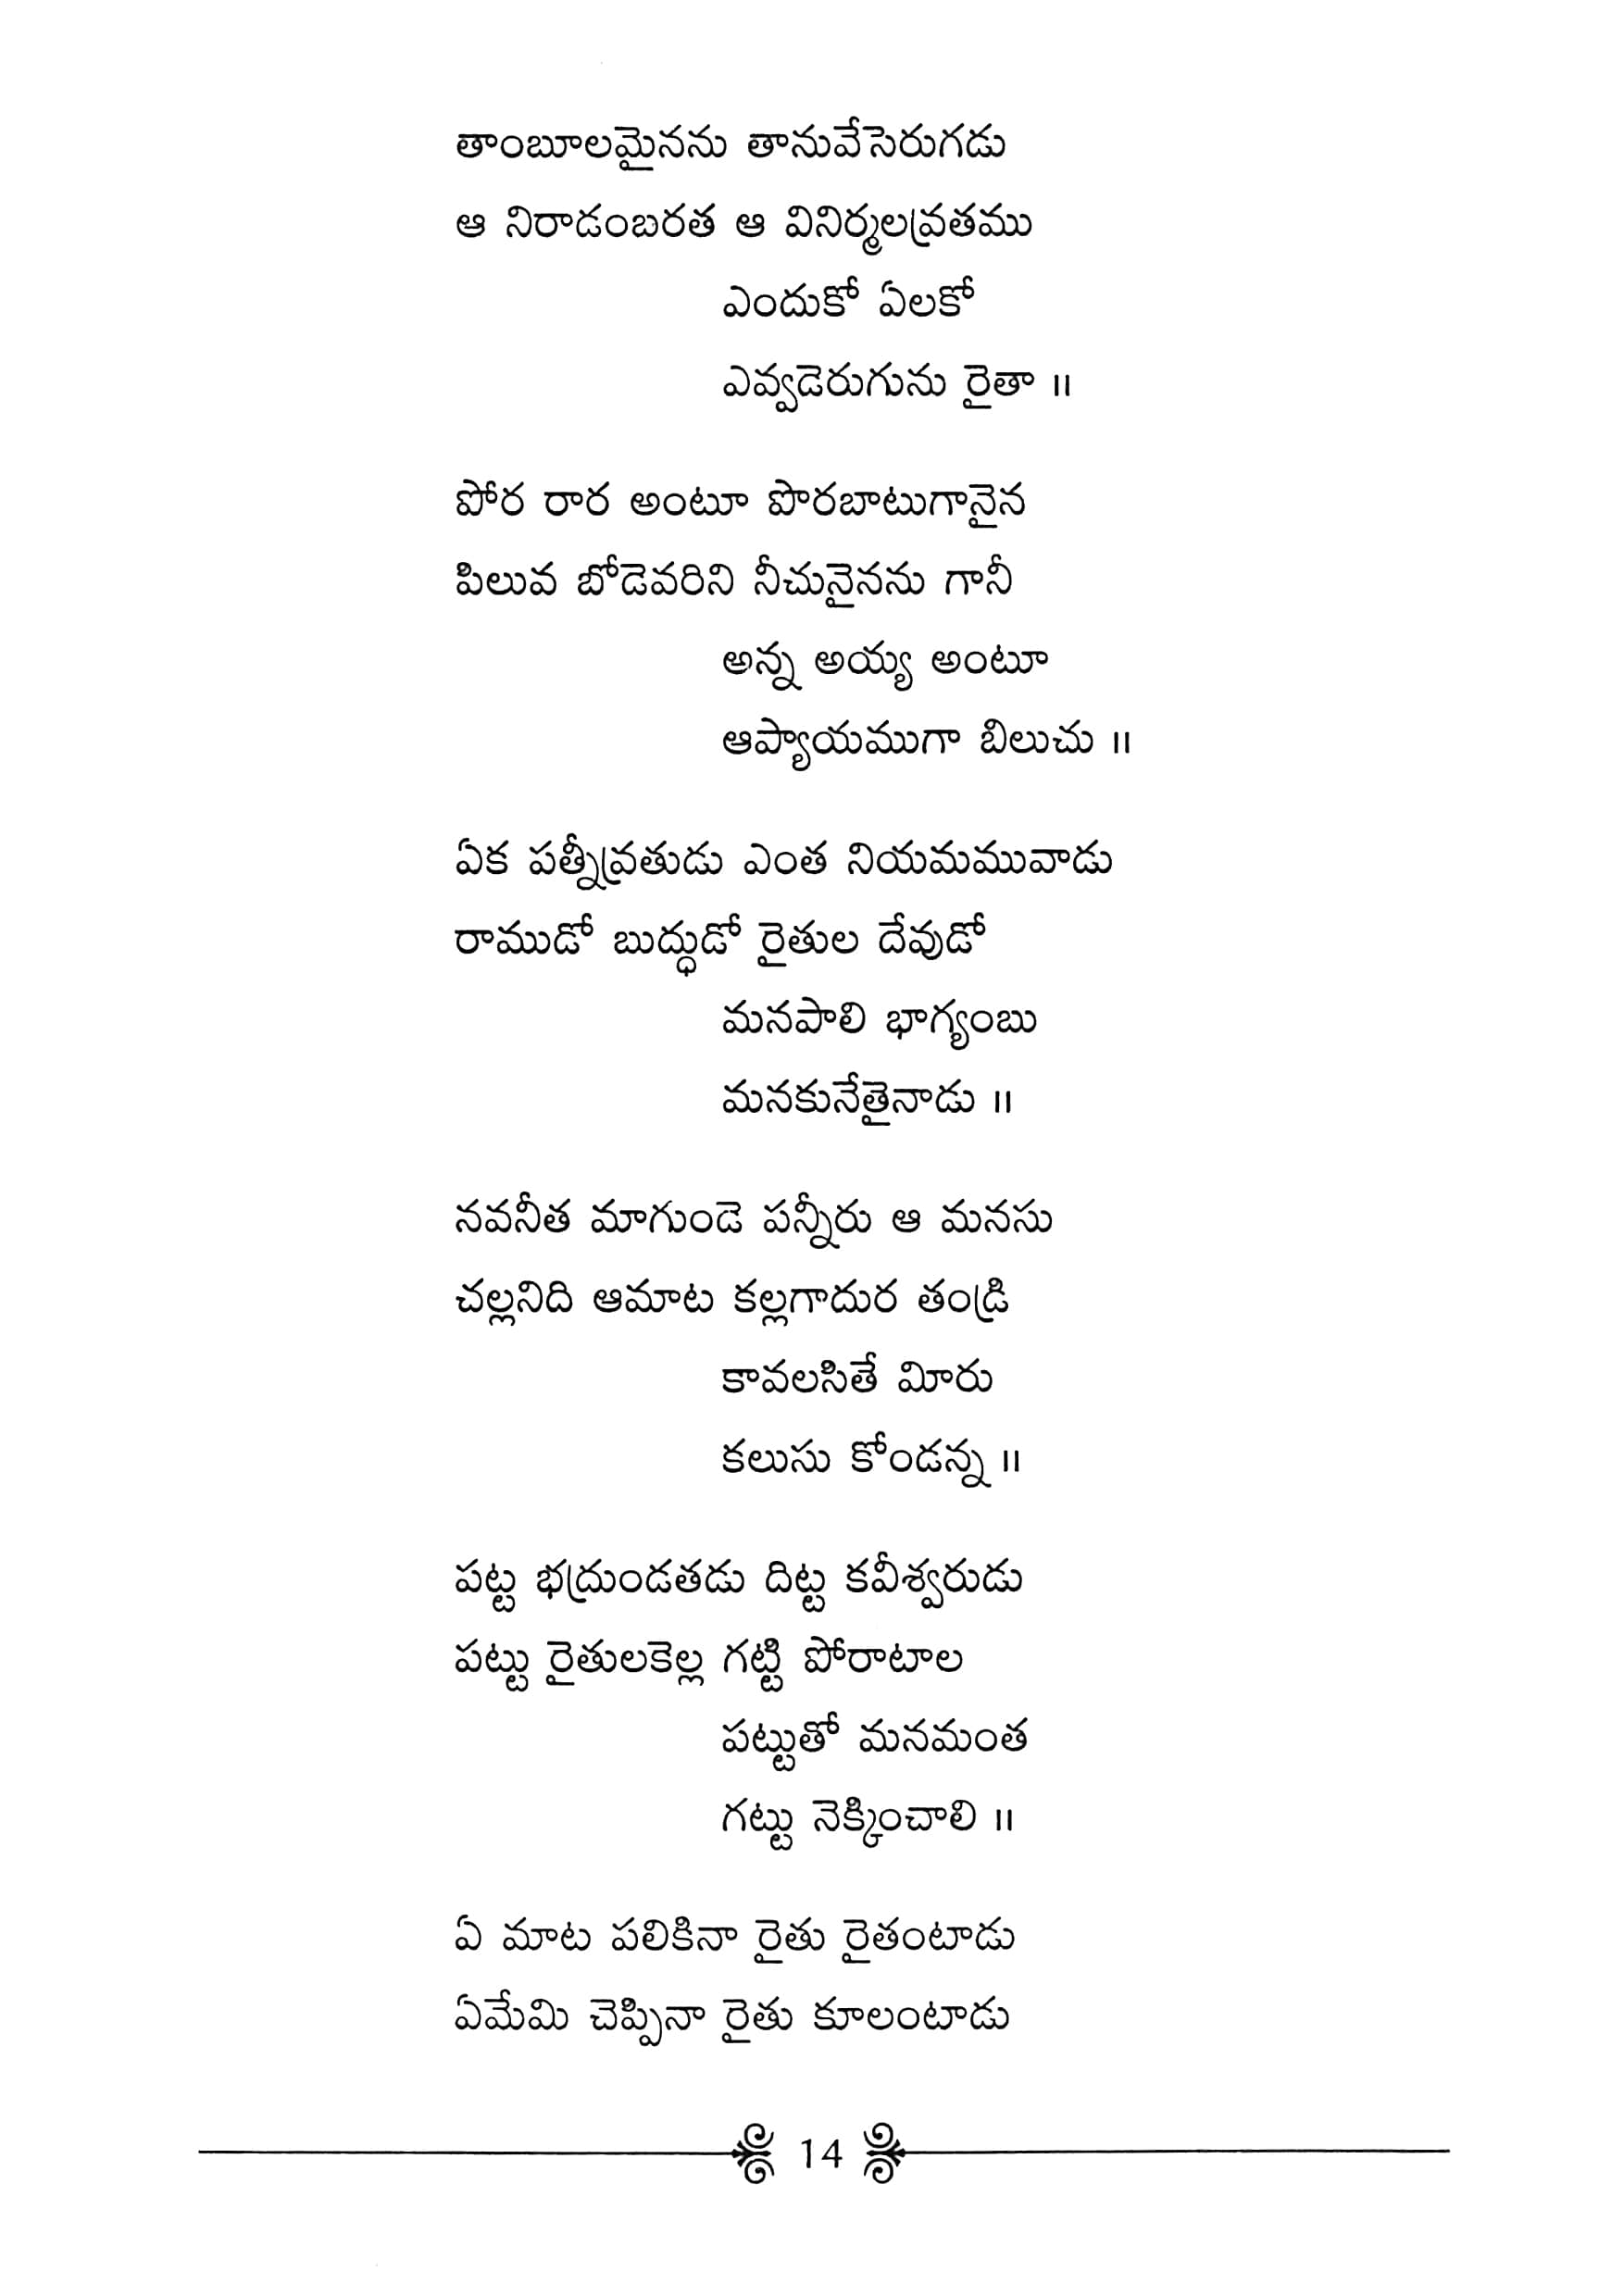 తాంబూలమైనను తానువేసెరుగడు
ఆ నిరాడంబరత ఆ వినిర్మలవ్రతము
ఎందుకో ఏలకో
ఎవ్వడెరుగును రైతా ॥
పోర రార అంటూ పొరబాటుగానైన
పిలువ బోడెవరిని నీచునైనను గానీ
అన్న అయ్య అంటూ
ఆప్యాయముగా బిలుచు ॥
ఏక పత్నీవ్రతుడు ఎంత నియమమువాడు
రాముడో బుద్ధుడో రైతుల దేవుడో
మనపాలి భాగ్యంబు
మనకునేతైనాడు ॥
నవనీత మాగుండె పన్నీరు ఆ మనసు
చల్లనిది ఆమాట కల్లగాదుర తండ్రి
కావలసితే మీరు
కలుసు కోండన్న ॥
పట్ట భద్రుండతడు దిట్ట కవీశ్వరుడు
పట్టు రైతులకెల్ల గట్టి పోరాటాల
పట్టుతో మనమంత
గట్టు నెక్కించాలి ॥
ఏ మాట పలికినా రైతు రైతంటాడు
ఏమేమి చెప్పినా రైతు కూలంటాడు
14